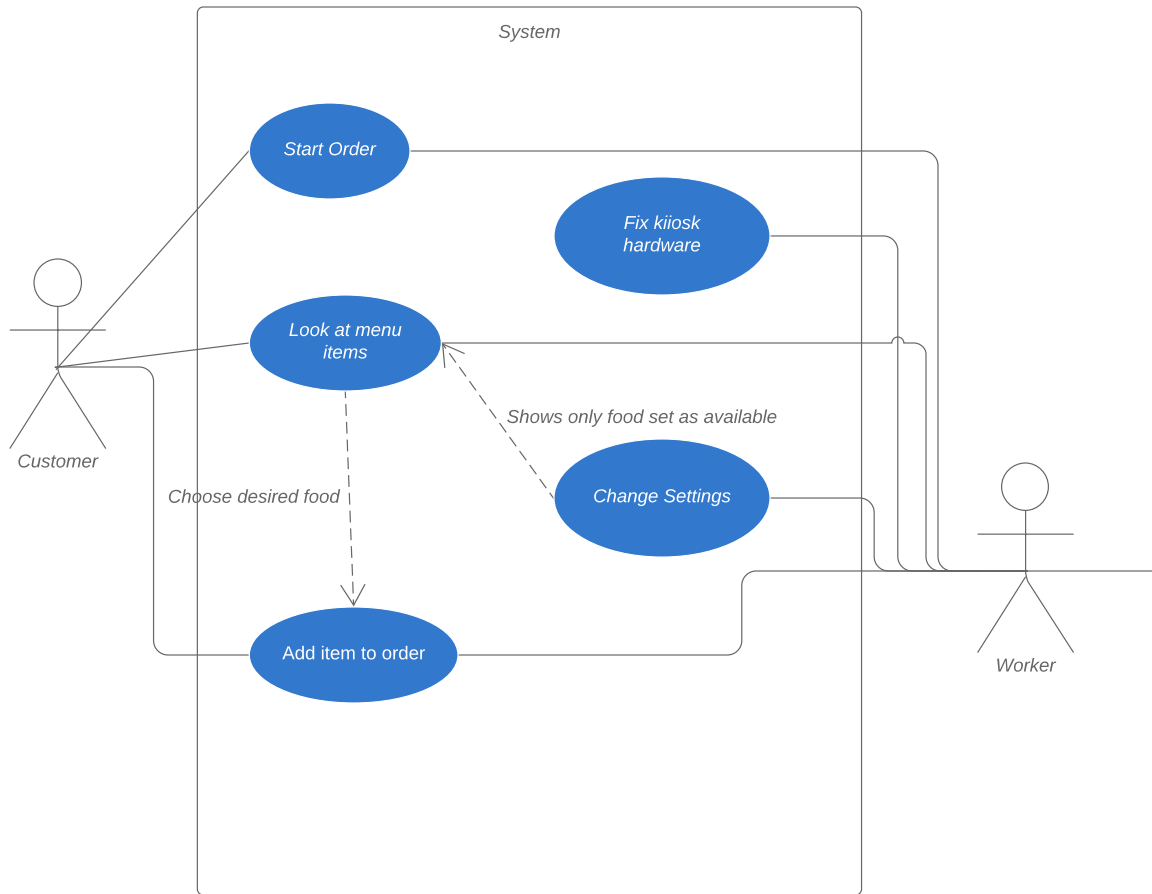 System
Start Order
Fix kiiosk
hardware
Look at menu
items
Shows only food set as available
Customer
Choose desired food
Change Settings
Add item to order
Worker